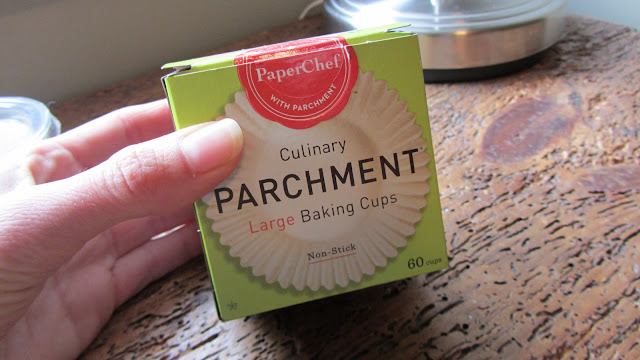 PaperChef
WITH PARCHMENT
Culinary
PARCHMENT
Large Baking Cups
Non-Stick
60 cups